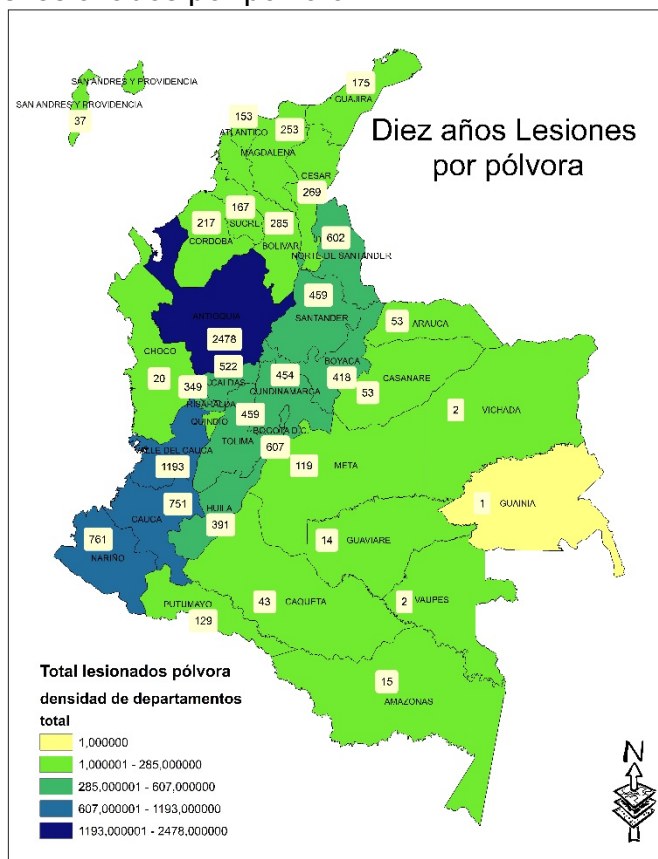 SAN ANDRES Y PROVIDENCIA
SAN ANDRES Y PROVIDENCIA
37
Diez años Lesiones
por pólvora
175
GUAJIRA
153
ATLANTICO
253
MAGDALENA
CESAR
269
167
SUCRE
217
CORDOBA
285
BOLIVAR
602
NORTE DE SANTANDER
459
SANTANDER
ANTIOQUIA
2478
53
ARAUCA
CHOCO
20
522
CALDAS
349
RISARALDA
454
CUNDINAMARCA
BOYACA
418
53
CASANARE
2
VICHADA
QUINDIO
459
TOLIMA
BOGOTA D.C.
607
119
META
VALLE DEL CAUCA
1193
751
CAUCA
HUILA
391
1
GUAINIA
761
NARIÑO
14
GUAVIARE
PUTUMAYO
129
43
CAQUETA
2
VAUPES
15
AMAZONAS
Total lesionados pólvora
densidad de departamentos
total
1,000000
1,000001 - 285,000000
285,000001 - 607,000000
607,000001 - 1193,000000
1193,000001 - 2478,000000
N